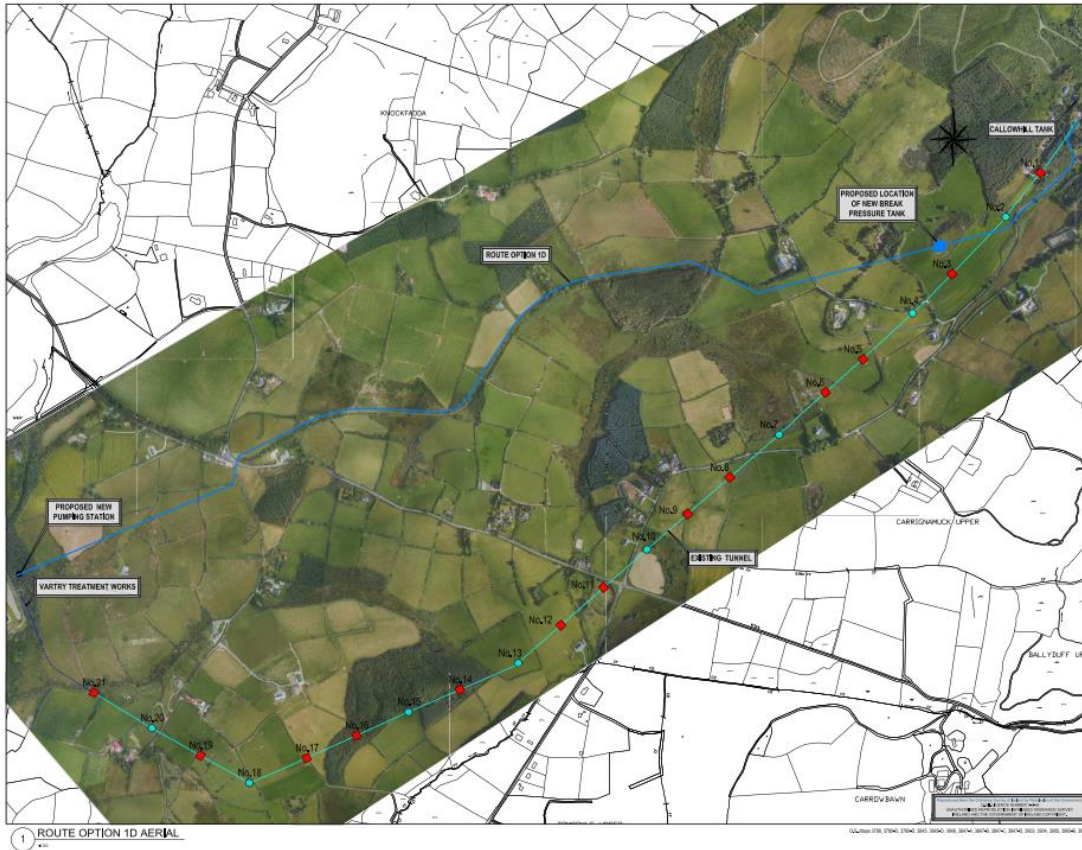 KNOCKFADDA
CALLOWHILL TANK
No.1
PROPOSED LOCATION
OF NEW BREAK
PRESSURE TANK
No.2
ROUTE OPTION 1D
No.3
No.4
No.5
No.6
No.7
No.8
No.9
PROPOSED NEW
PUMPING STATION
CARRIGNAMUCK UPPER
No.10
EXISTING TUNNEL
VARTRY TREATMENT WORKS
No.11
No.12
No.13
BALLYDUFF
No.21
No.14
No.15
No.20
No.16
No.19
No.17
No.18
CARROWBAWN
1 ROUTE OPTION 1D AERIAL